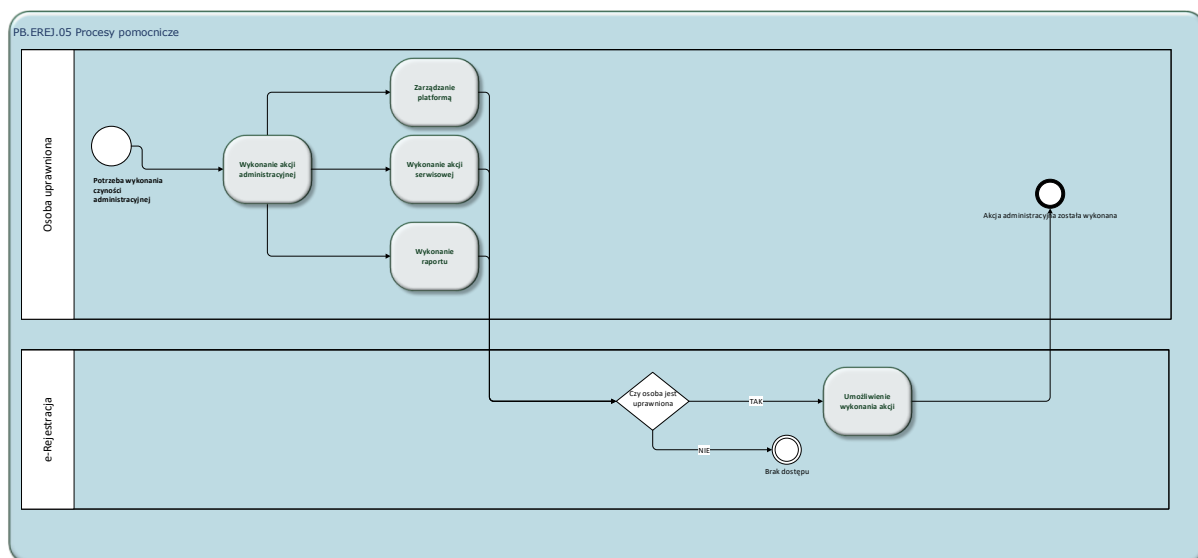 PB.EREJ.05 Procesy pomocnicze
Osoba uprawniona
Potrzeba wykonania
czyności
administracyjnej
Wykonanie akcji
administracyjnej
Zarządzanie
platformą
Wykonanie akcji
serwisowej
Wykonanie
raportu
Akcja administracyjna została wykonana
e-Rejestracja
Czy osoba jest
uprawniona
TAK
Umożliwienie
wykonania akcji
NIE
Brak dostępu